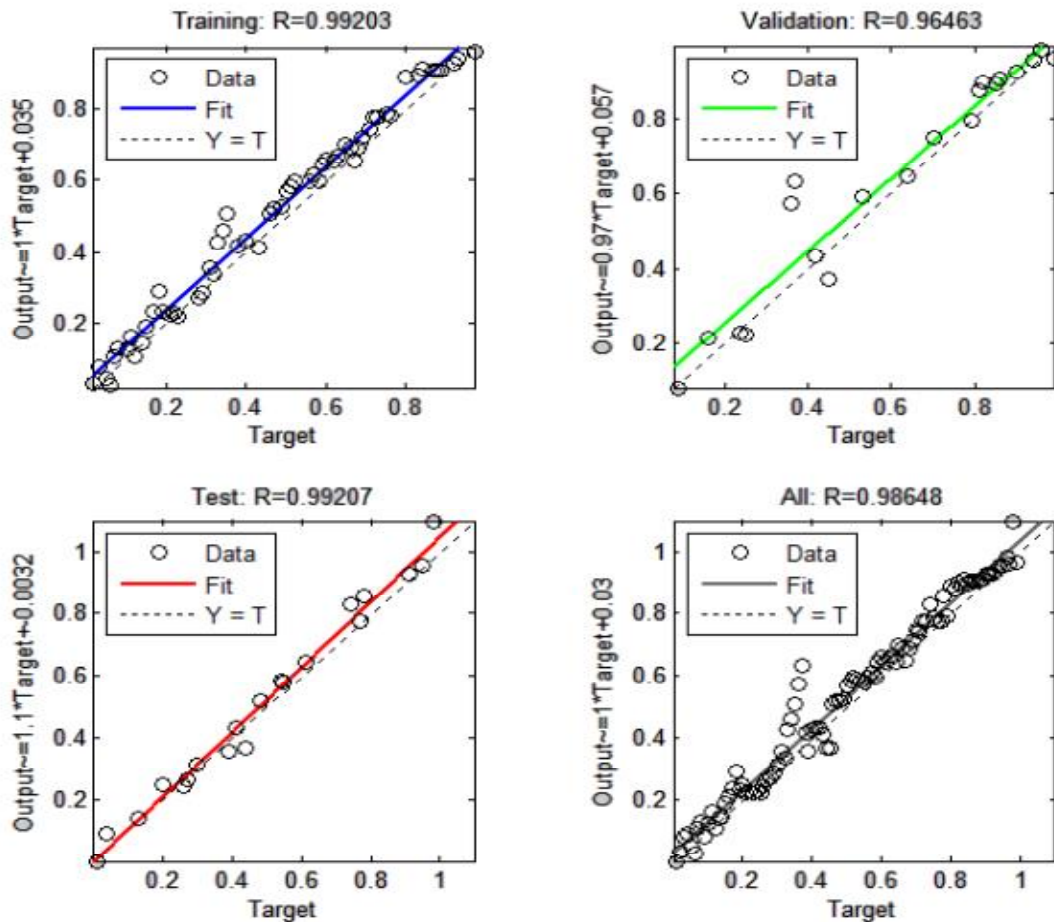 Training: R=0.99203
Output~=1*Target+0.035
Data
Fit
Y = T
0.8
0.6
0.4
0.2
0.2 0.4 0.6 0.8
Target
Validation: R=0.96463
Output~=0.97*Target+0.057
Data
Fit
Y = T
0.8
0.6
0.4
0.2
0.2 0.4 0.6 0.8
Target
Test: R=0.99207
Output~=1.1*Target+-0.0032
Data
Fit
Y = T
1
0.8
0.6
0.4
0.2
0.2 0.4 0.6 0.8 1
Target
All: R=0.98648
Output~=1*Target+0.03
Data
Fit
Y = T
1
0.8
0.6
0.4
0.2
0.2 0.4 0.6 0.8 1
Target